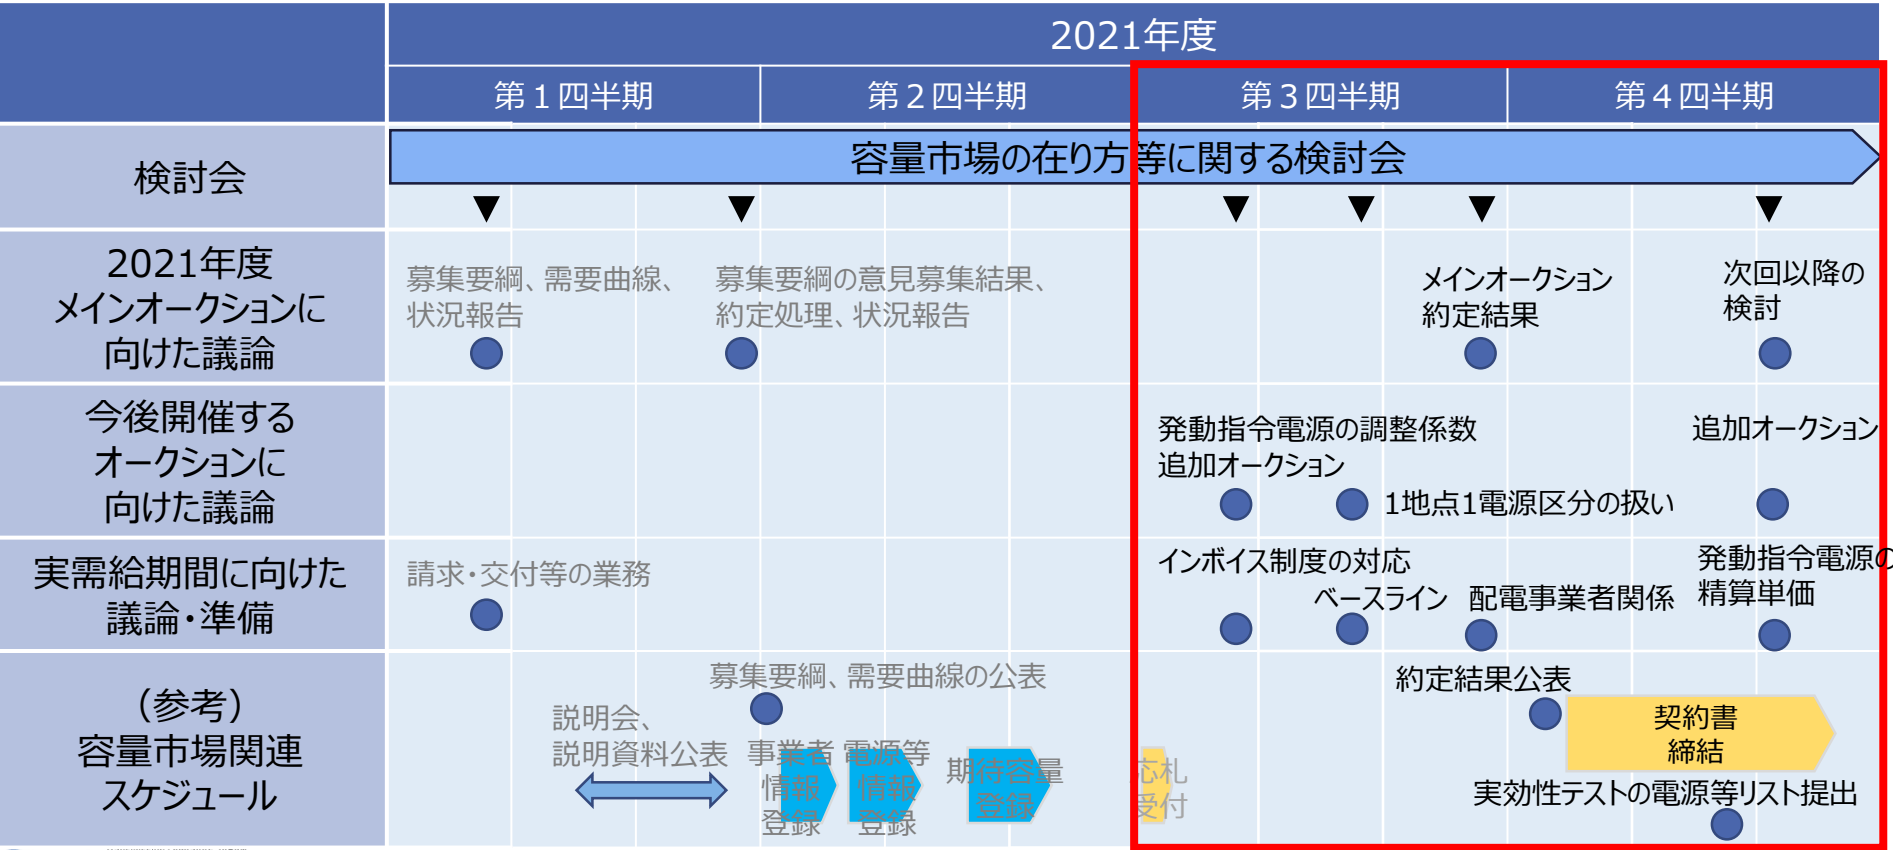 2021年度
第１四半期
第２四半期
第３四半期
第４四半期
検討会
容量市場の在り方等に関する検討会
2021年度
メインオークションに
向けた議論
募集要綱、需要曲線、
状況報告
募集要綱の意見募集結果、
約定処理、状況報告
メインオークション
約定結果
次回以降の
検討
今後開催する
オークションに
向けた議論
発動指令電源の調整係数
追加オークション
1地点1電源区分の扱い
追加オークション
実需給期間に向けた
議論・準備
請求・交付等の業務
インボイス制度の対応
ベースライン
配電事業者関係
発動指令電源の
精算単価
（参考）
容量市場関連
スケジュール
説明会、
説明資料公表
募集要綱、需要曲線の公表
事業者
情報
登録
電源等
情報
登録
期待容量
登録
応札
受付
約定結果公表
契約書
締結
実効性テストの電源等リスト提出